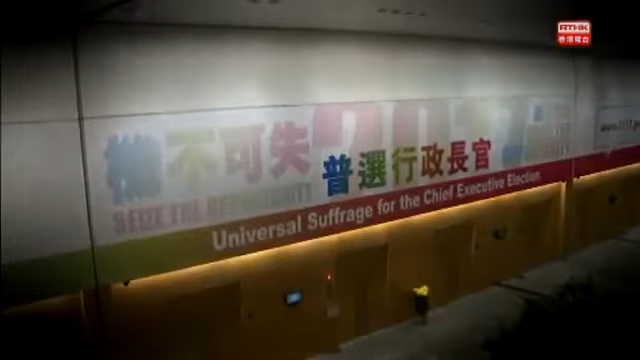 RTHK
香港電台
機不可失 2017
普選行政長官
SEIZE THE OPPORTUNITY
Universal Suffrage for the Chief Executive Election